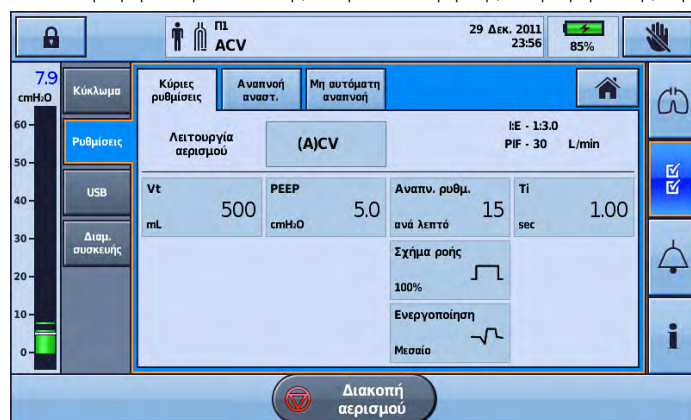 Π1
ACV
29 Δεκ. 2011
23:56
85%
7.9
cmH₂O
60
50
40
30
20
10
0
Κύκλωμα
Ρυθμίσεις
USB
Διαμ.
συσκευής
Κύριες
ρυθμίσεις
Αναπνοή
αναστ.
Μη αυτόματη
αναπνοή
Λειτουργία
αερισμού
(A)CV
I:E - 1:3.0
PIF - 30 L/min
Vt
500
mL
PEEP
5.0
cmH₂O
Αναπν. ρυθμ.
15
ανά λεπτό
Ti
1.00
sec
Σχήμα ροής
100%
Ενεργοποίηση
Μεσαίο
i
Διακοπή
αερισμού